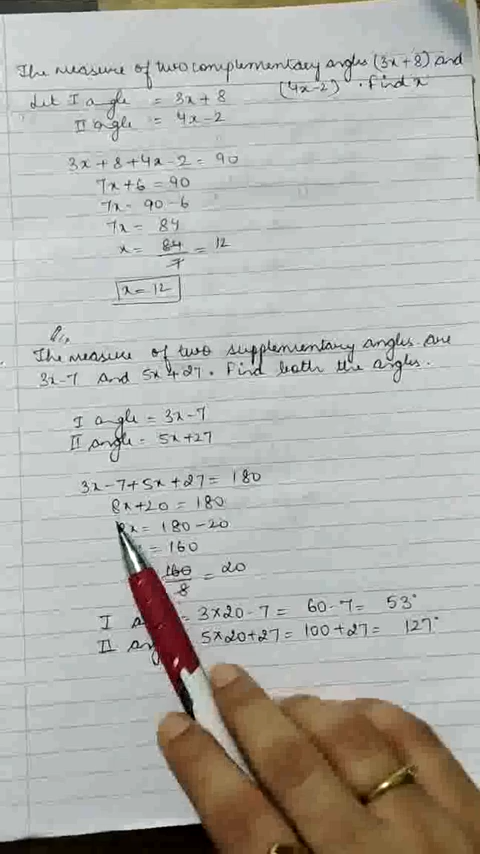 The measure of two complementary angles (3x+8) and
(4x-2). Find x
Let I angle = 3x+8
II angle = 4x-2
3x+8+4x-2 = 90
7x+6 = 90
7x = 90-6
7x = 84
x = 84/7 = 12
x = 12
The measure of two supplementary angles are
3x-7 and 5x+27. Find both the angles.
I angle = 3x-7
II angle = 5x+27
3x-7+5x+27 = 180
8x+20 = 180
8x = 180-20
= 160
160/8 = 20
I = 3x20-7 = 60-7 = 53°
II 5x20+27 = 100+27 = 127°